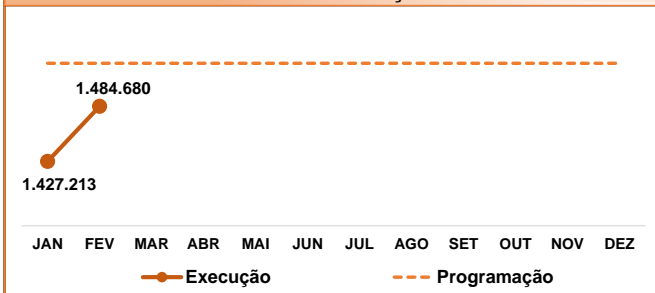 1.484.680
1.427.213
JAN FEV MAR ABR MAI JUN JUL AGO SET OUT NOV DEZ
Execução Programação